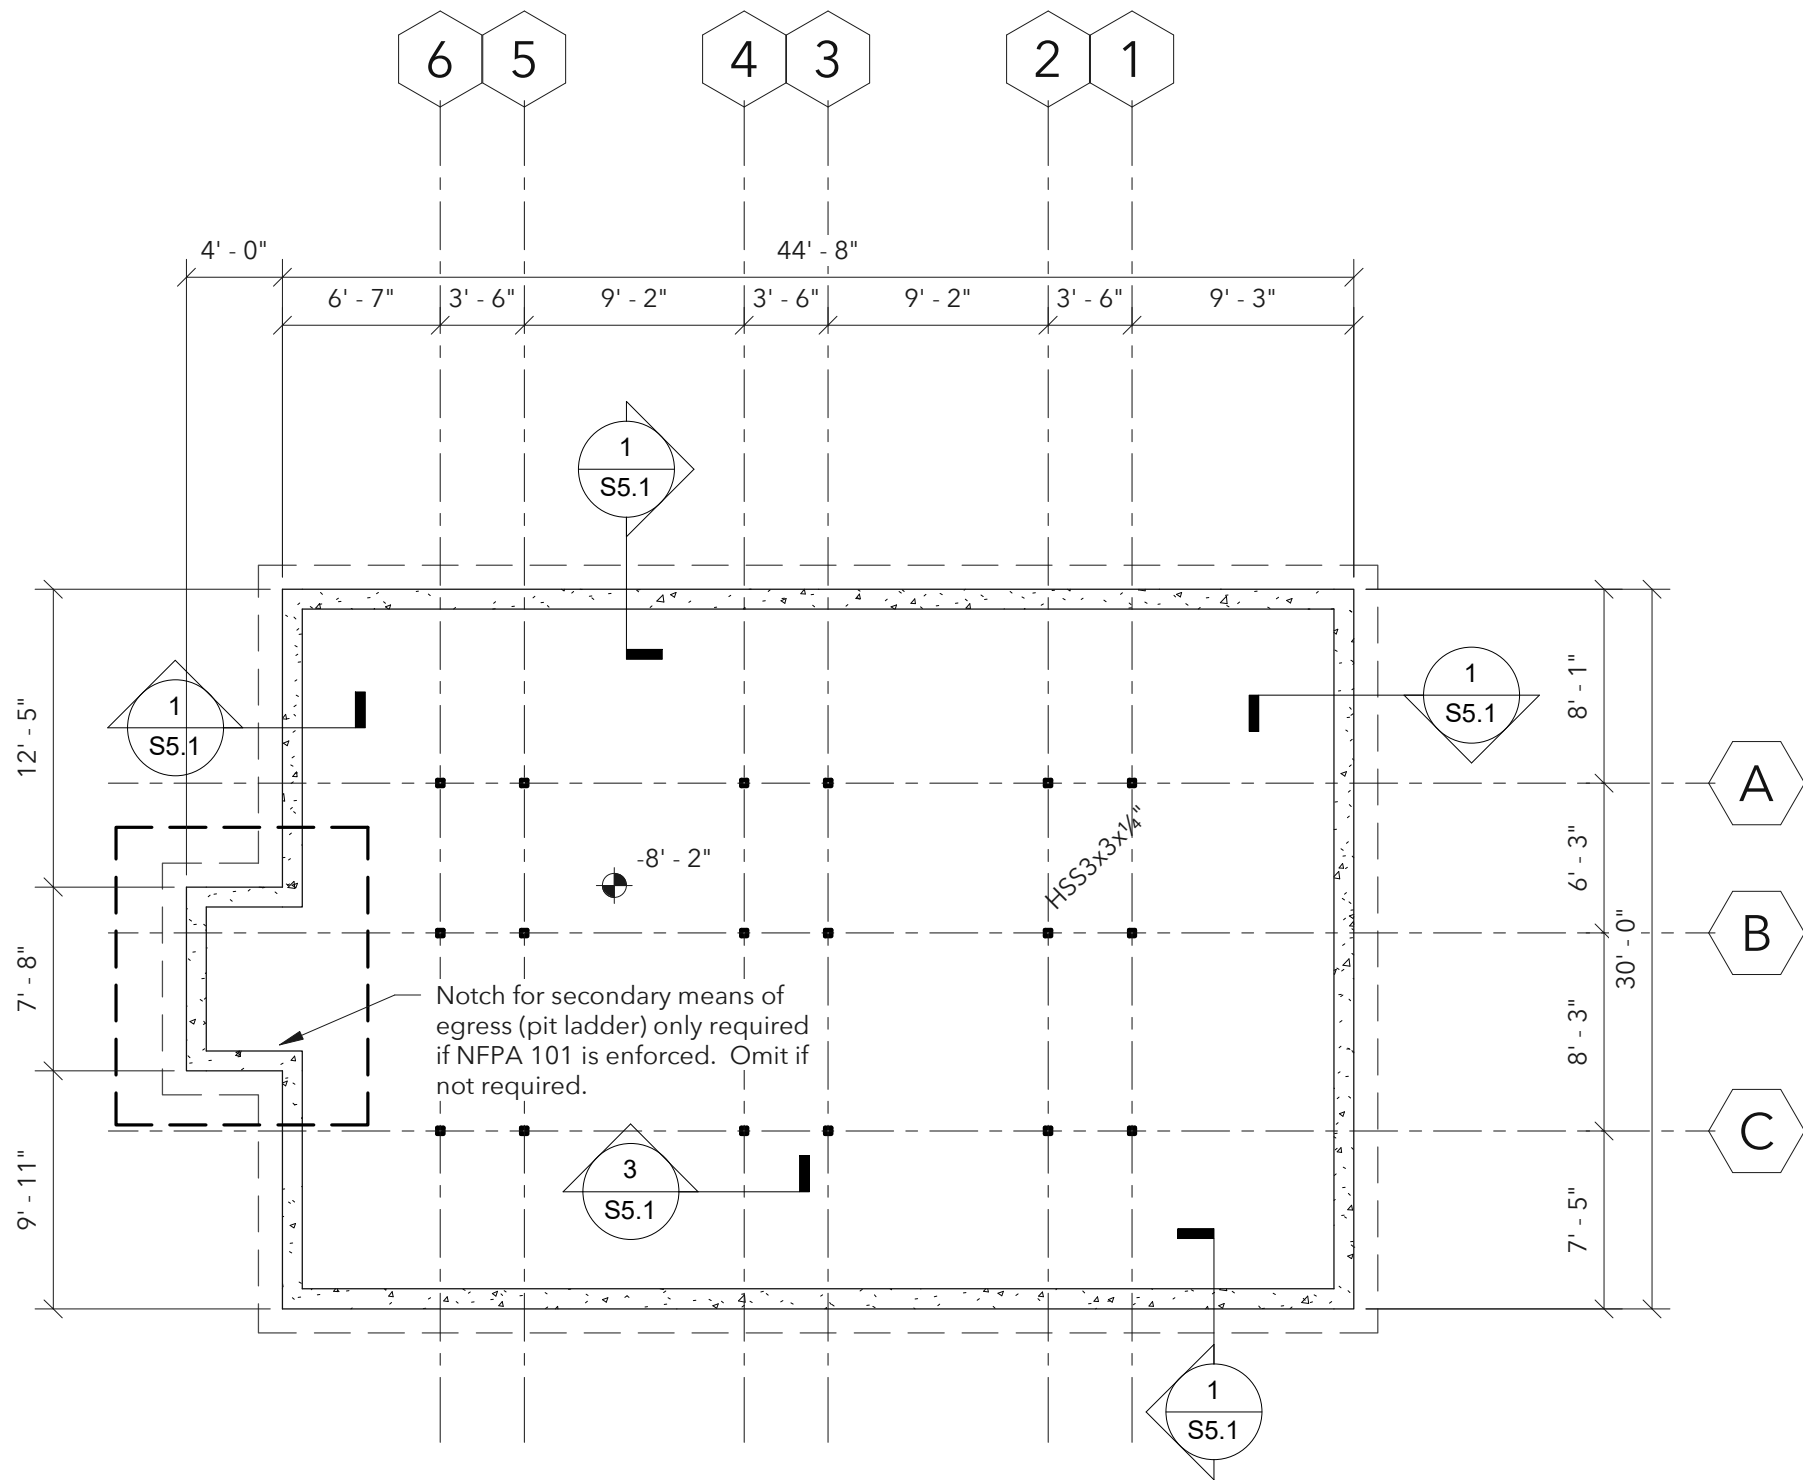 6 5 4 3 2 1
4' - 0" 44' - 8"
6' - 7" 3' - 6" 9' - 2" 3' - 6" 9' - 2" 3' - 6" 9' - 3"
1
S5.1
1
S5.1
1
S5.1
12' - 5"
7' - 8"
9' - 11"
8' - 1"
6' - 3"
8' - 3"
7' - 5"
30' - 0"
A
B
C
-8' - 2"
HSS3x3x¼"
Notch for secondary means of
egress (pit ladder) only required
if NFPA 101 is enforced.  Omit if
not required.
3
S5.1
1
S5.1